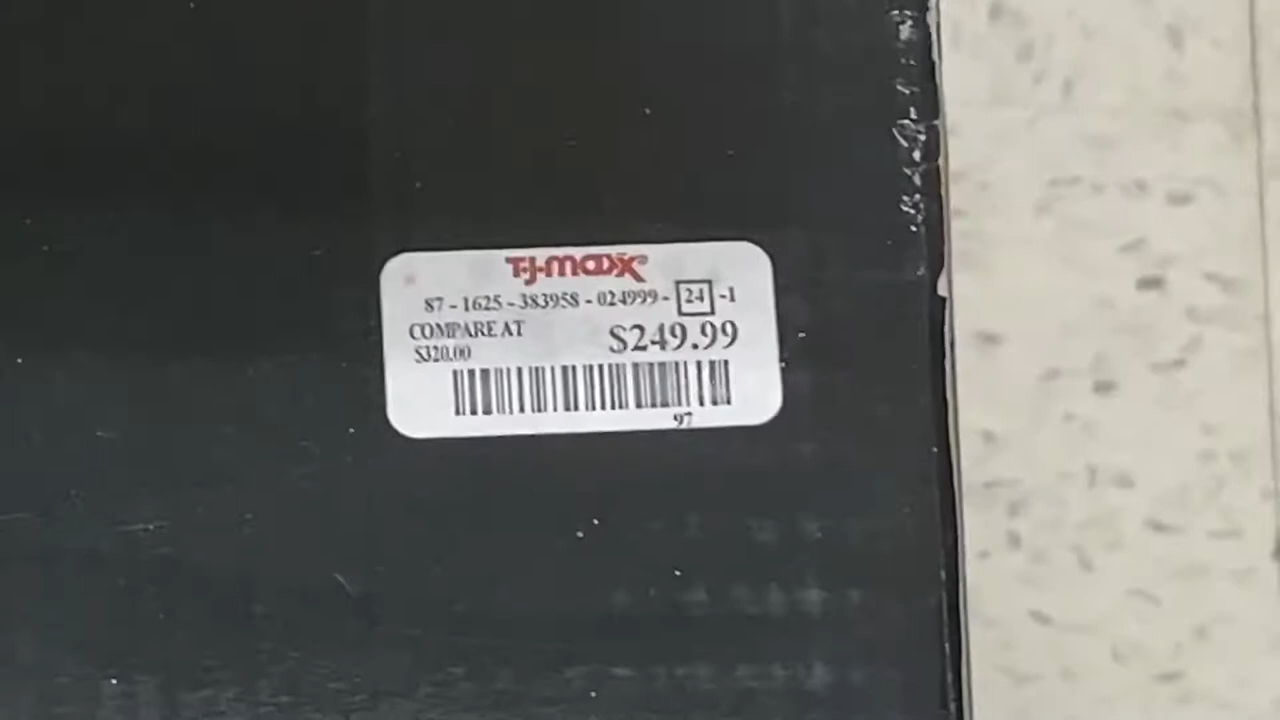 T·J·maxx®
87 - 1625 - 383958 - 024999 - 24 -1
COMPARE AT
$320.00
$249.99
97